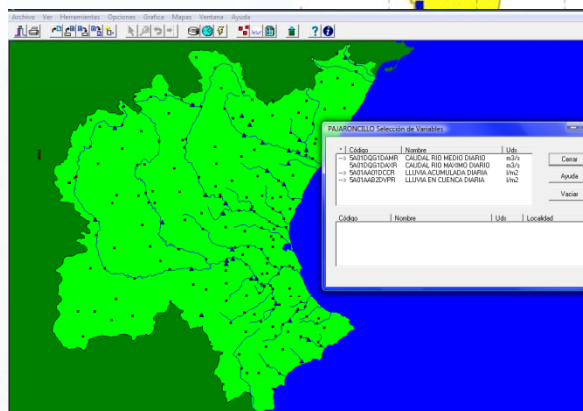 Archivo Ver Herramientas Opciones Grafica Mapas Ventana Ayuda
PAJARONCILLO Selección de Variables
* Código Nombre Uds
--> 5A01DQG1DAMR CAUDAL RIO MEDIO DIARIO m3/s
5A01DQG1DAXR CAUDAL RIO MAXIMO DIARIO m3/s
--> 5A01AA01DCCR LLUVIA ACUMULADA DIARIA l/m2
--> 5A01AAB2DVPR LLUVIA EN CUENCA DIARIA l/m2
Cerrar
Ayuda
Vaciar
Código Nombre Uds Localidad